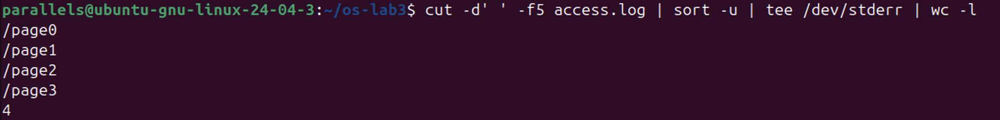 parallels@ubuntu-gnu-linux-24-04-3:~/os-lab3$ cut -d' ' -f5 access.log | sort -u | tee /dev/stderr | wc -l
/page0
/page1
/page2
/page3
4